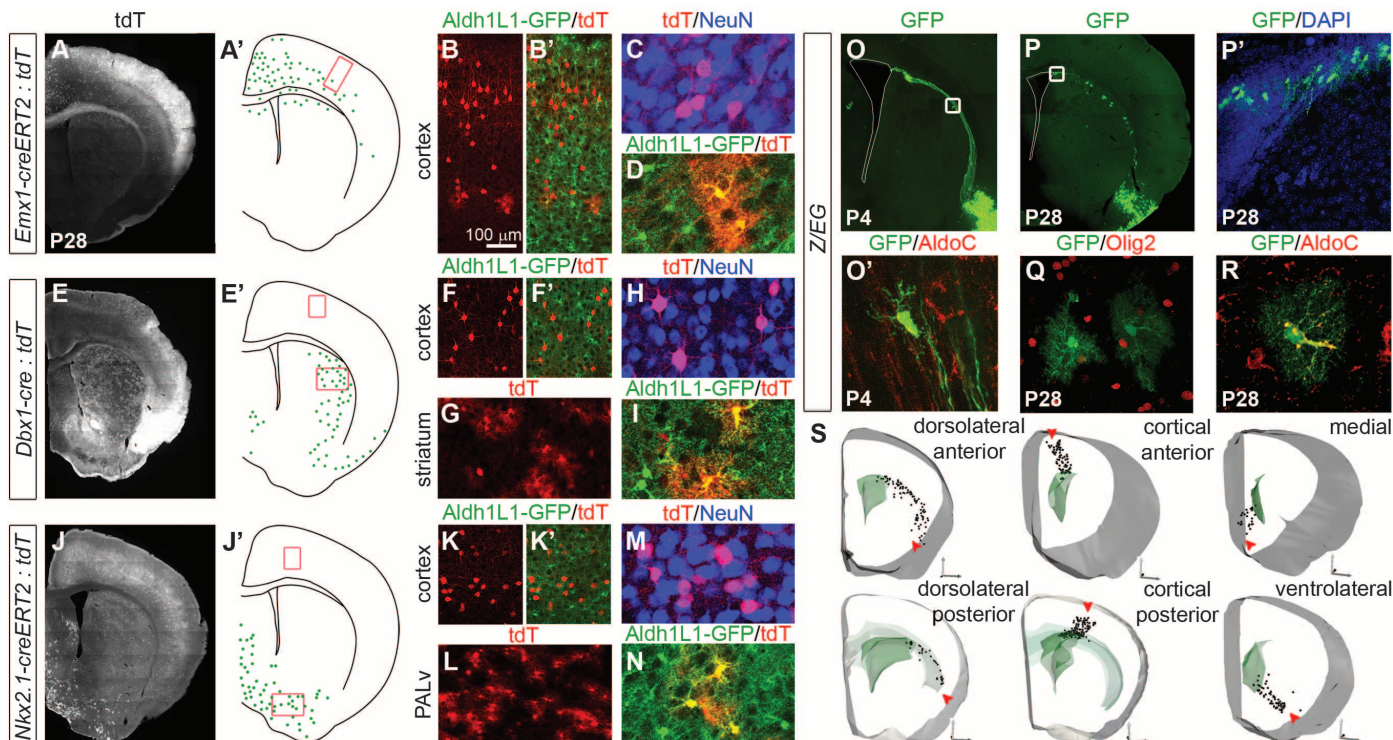 tdT
Aldh1L1-GFP/tdT
tdT/NeuN
GFP
GFP
GFP/DAPI
Emx1-creERT2 : tdT
A
P28
A'
cortex
B
B'
100 µm
C
Aldh1L1-GFP/tdT
D
Z/EG
O
P4
P
P28
P'
P28
Dbx1-cre : tdT
E
E'
Aldh1L1-GFP/tdT
cortex
F
F'
tdT
striatum
G
tdT/NeuN
H
Aldh1L1-GFP/tdT
I
GFP/AldoC
O'
P4
GFP/Olig2
Q
P28
GFP/AldoC
R
P28
Nkx2.1-creERT2 : tdT
J
J'
Aldh1L1-GFP/tdT
cortex
K
K'
tdT
PALv
L
tdT/NeuN
M
Aldh1L1-GFP/tdT
N
S
dorsolateral
anterior
cortical
anterior
medial
dorsolateral
posterior
cortical
posterior
ventrolateral